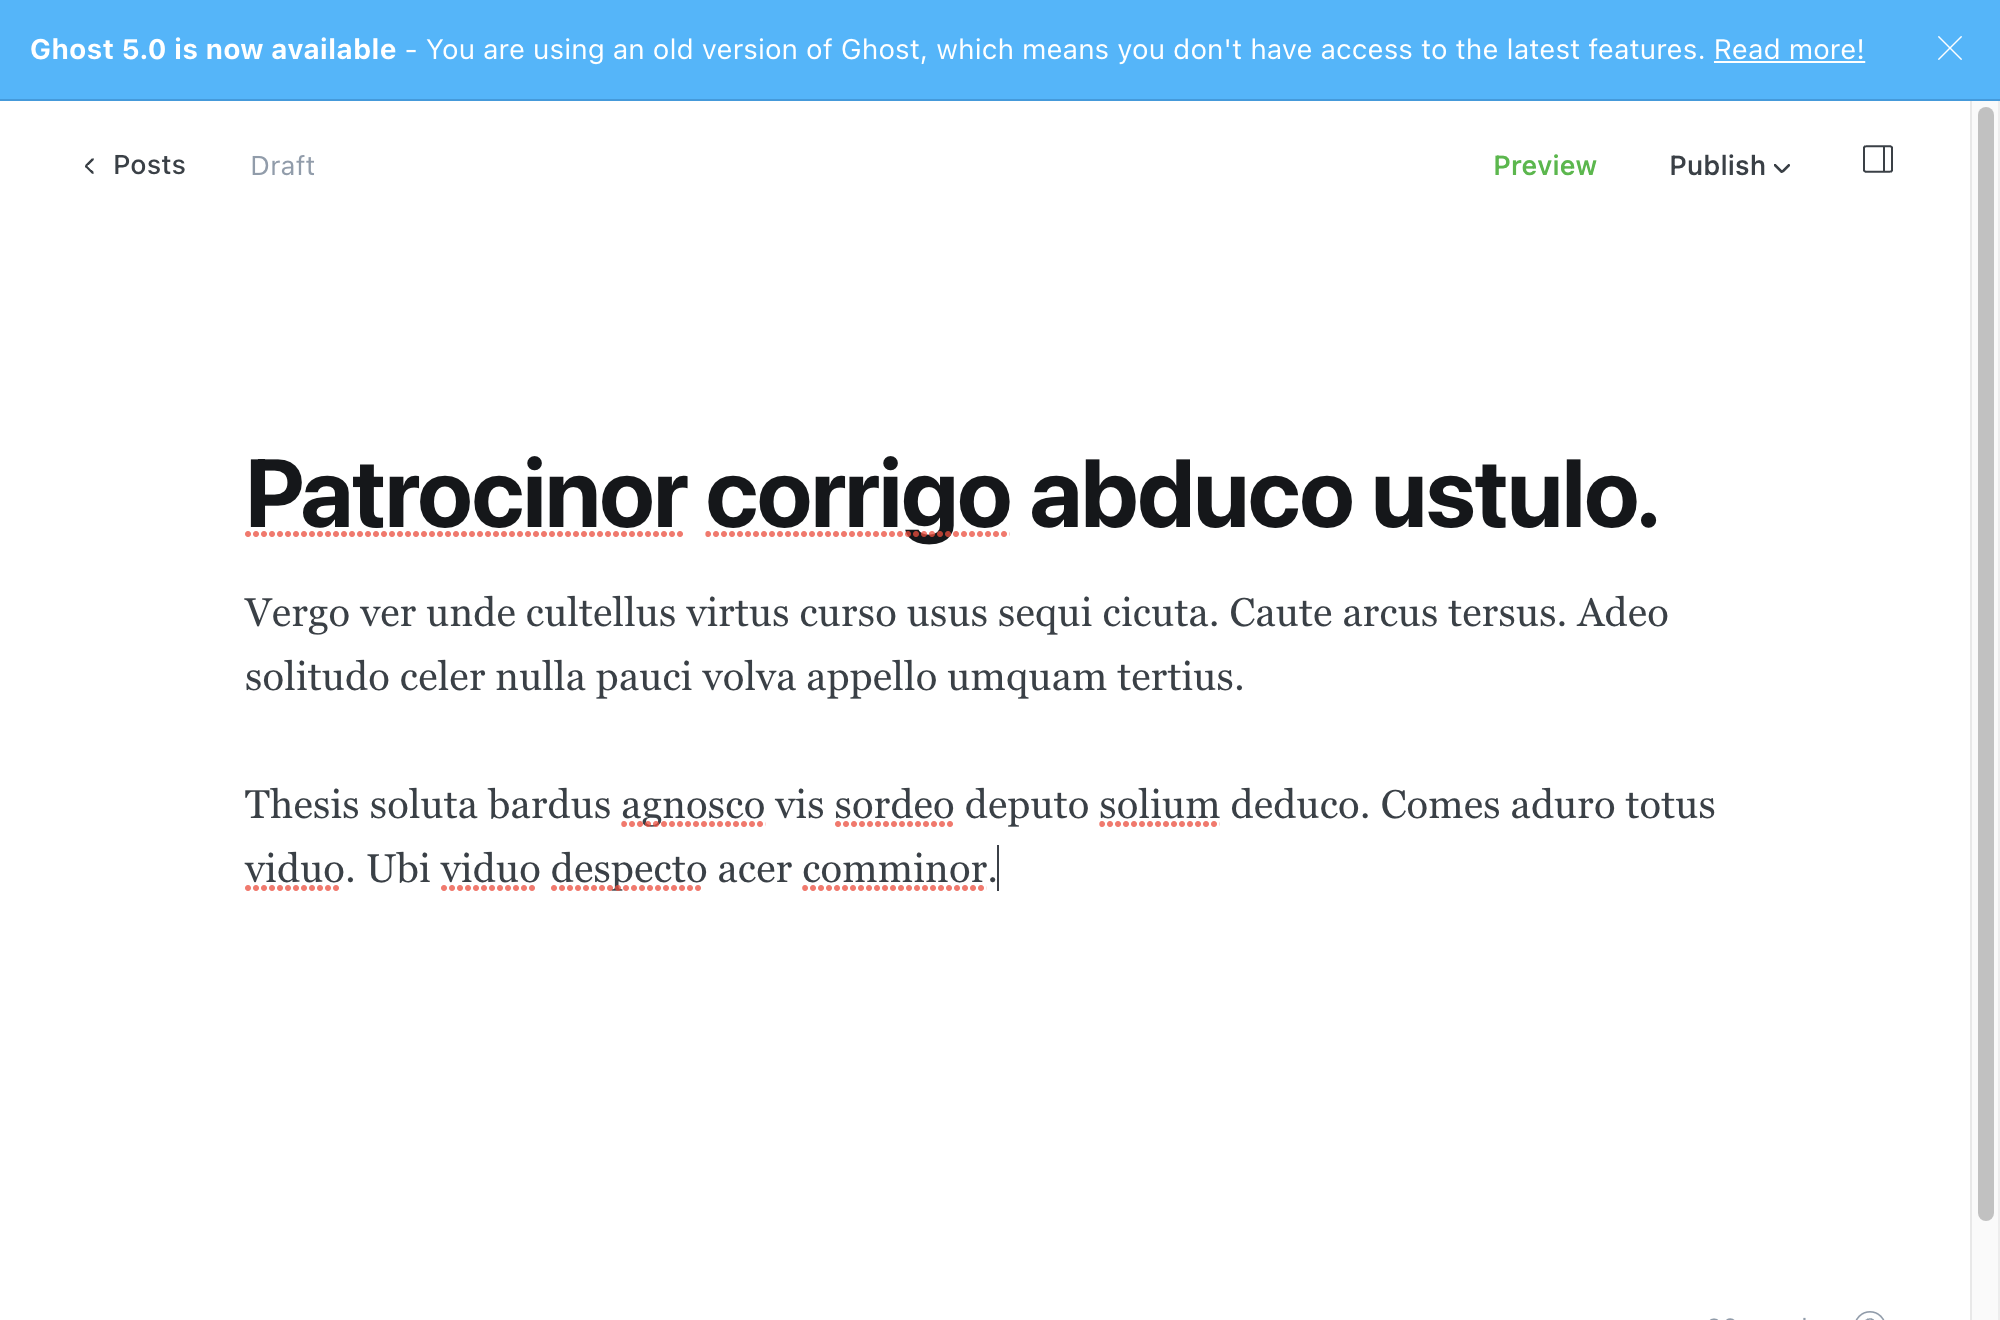 Ghost 5.0 is now available - You are using an old version of Ghost, which means you don't have access to the latest features. Read more!
Posts Draft Preview Publish
Patrocinor corrigo abduco ustulo.
Vergo ver unde cultellus virtus curso usus sequi cicuta. Caute arcus tersus. Adeo
solitudo celer nulla pauci volva appello umquam tertius.
Thesis soluta bardus agnosco vis sordeo deputo solium deduco. Comes aduro totus
viduo. Ubi viduo despecto acer comminor.